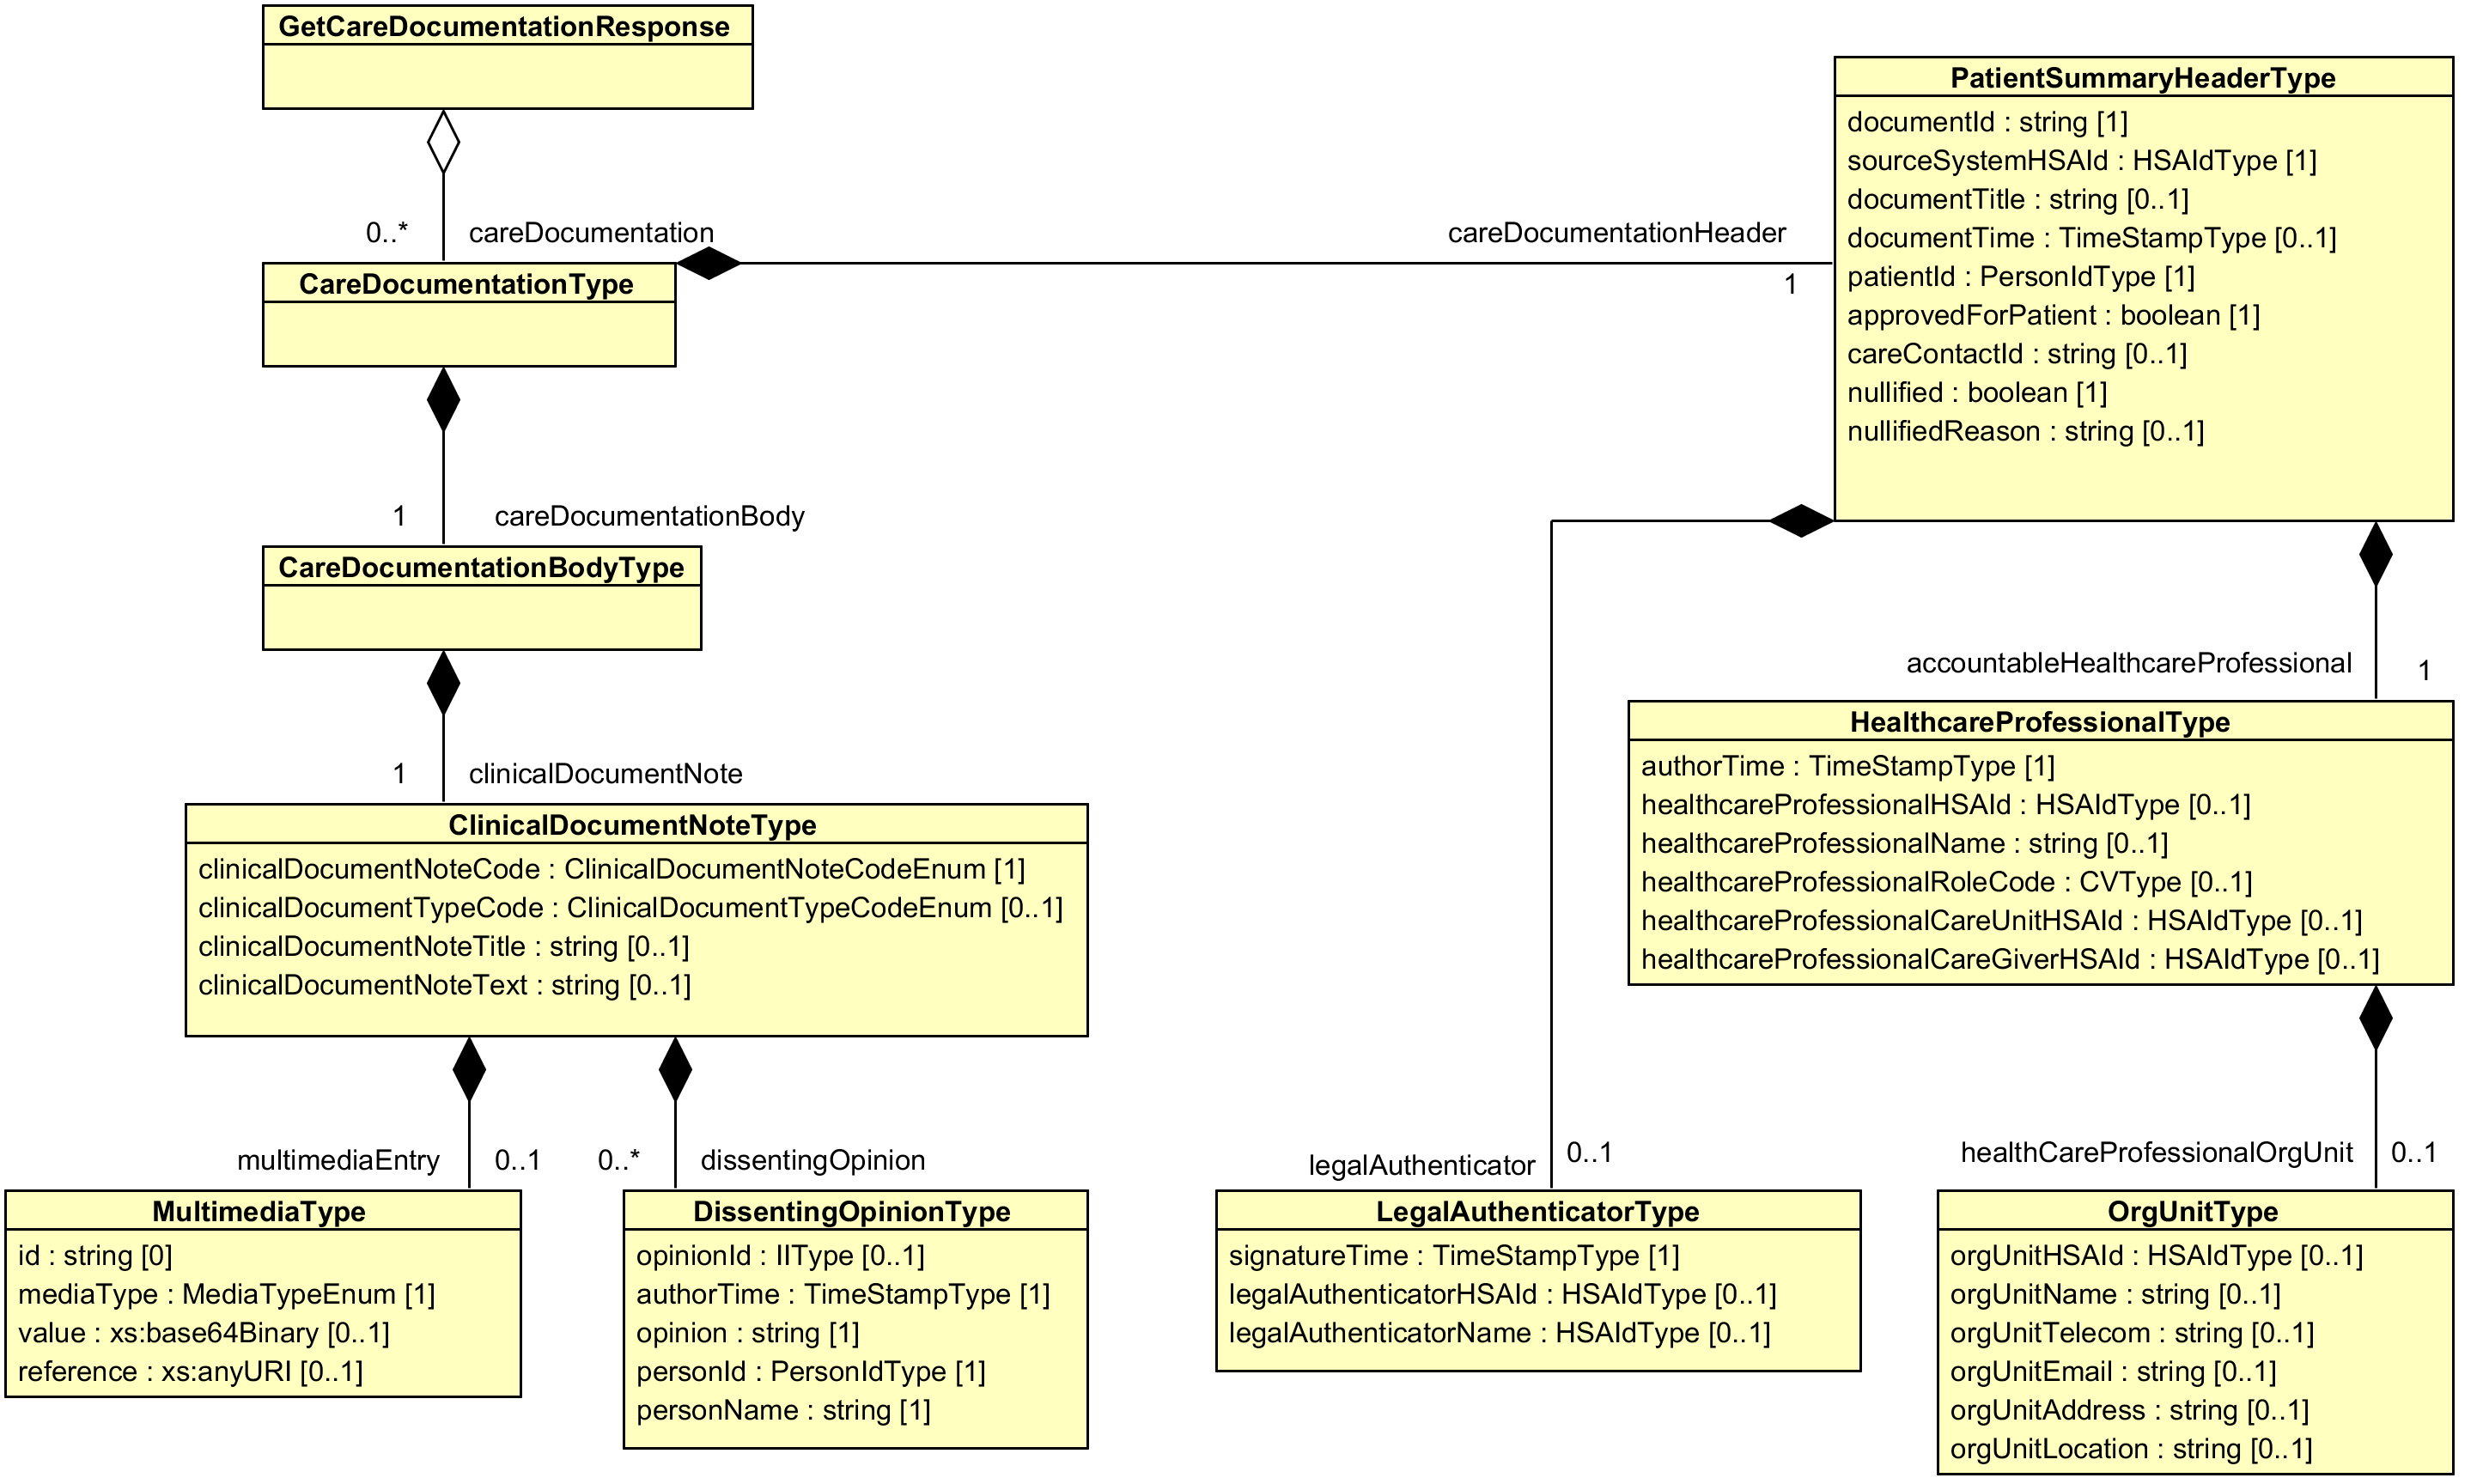 GetCareDocumentationResponse
0..*
careDocumentation
CareDocumentationType
careDocumentationHeader
1
PatientSummaryHeaderType
documentId : string [1]
sourceSystemHSAId : HSAIdType [1]
documentTitle : string [0..1]
documentTime : TimeStampType [0..1]
patientId : PersonIdType [1]
approvedForPatient : boolean [1]
careContactId : string [0..1]
nullified : boolean [1]
nullifiedReason : string [0..1]
1
careDocumentationBody
CareDocumentationBodyType
1
clinicalDocumentNote
ClinicalDocumentNoteType
clinicalDocumentNoteCode : ClinicalDocumentNoteCodeEnum [1]
clinicalDocumentTypeCode : ClinicalDocumentTypeCodeEnum [0..1]
clinicalDocumentNoteTitle : string [0..1]
clinicalDocumentNoteText : string [0..1]
accountableHealthcareProfessional
1
HealthcareProfessionalType
authorTime : TimeStampType [1]
healthcareProfessionalHSAId : HSAIdType [0..1]
healthcareProfessionalName : string [0..1]
healthcareProfessionalRoleCode : CVType [0..1]
healthcareProfessionalCareUnitHSAId : HSAIdType [0..1]
healthcareProfessionalCareGiverHSAId : HSAIdType [0..1]
multimediaEntry
0..1
MultimediaType
id : string [0]
mediaType : MediaTypeEnum [1]
value : xs:base64Binary [0..1]
reference : xs:anyURI [0..1]
0..*
dissentingOpinion
DissentingOpinionType
opinionId : IIType [0..1]
authorTime : TimeStampType [1]
opinion : string [1]
personId : PersonIdType [1]
personName : string [1]
legalAuthenticator
0..1
LegalAuthenticatorType
signatureTime : TimeStampType [1]
legalAuthenticatorHSAId : HSAIdType [0..1]
legalAuthenticatorName : HSAIdType [0..1]
healthCareProfessionalOrgUnit
0..1
OrgUnitType
orgUnitHSAId : HSAIdType [0..1]
orgUnitName : string [0..1]
orgUnitTelecom : string [0..1]
orgUnitEmail : string [0..1]
orgUnitAddress : string [0..1]
orgUnitLocation : string [0..1]